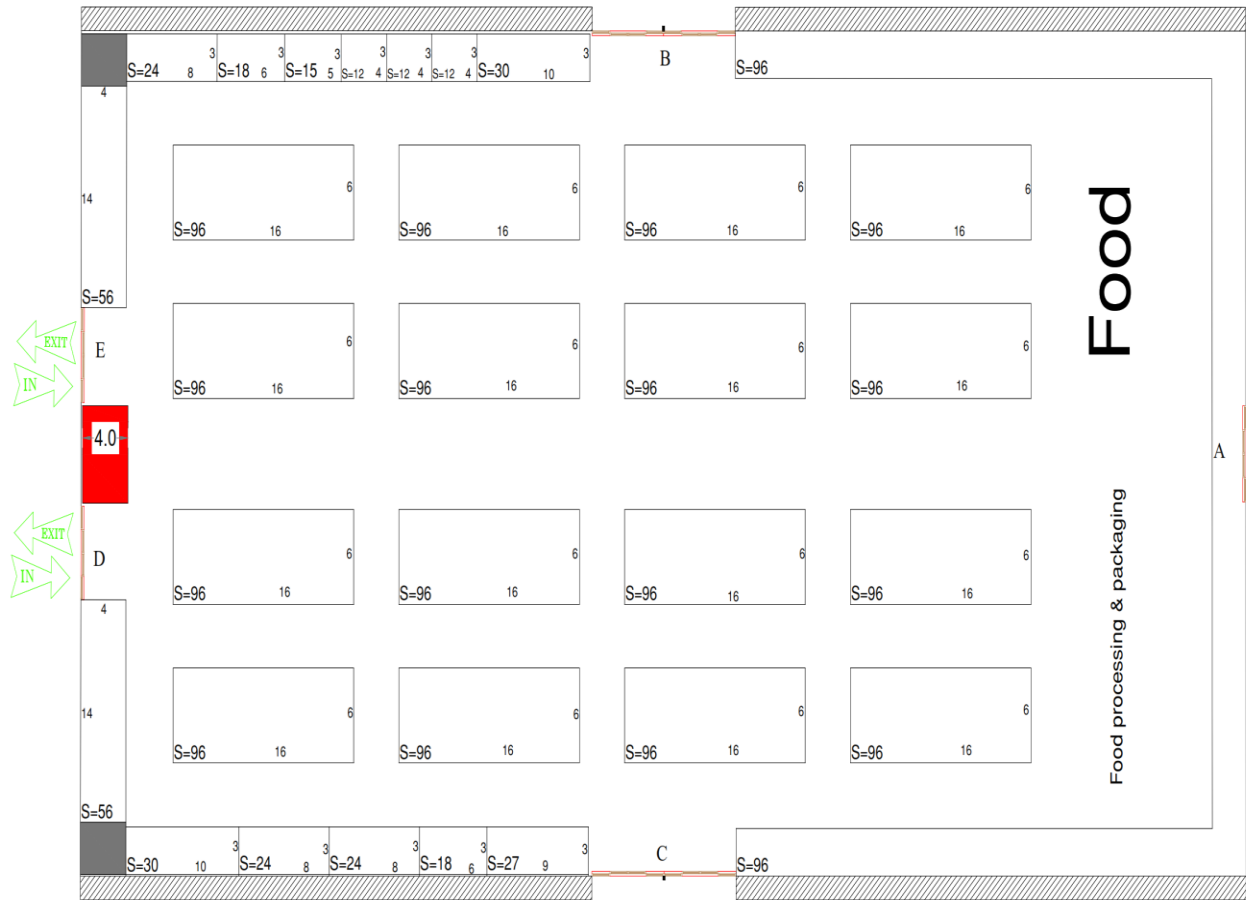 B
S=24 8 3 S=18 6 3 S=15 5 3 S=12 4 3 S=12 4 3 S=12 4 3 S=30 10 3
S=96
4
14
S=56
S=96 16 6
S=96 16 6
S=96 16 6
S=96 16 6
Food
EXIT
IN
E
S=96 16 6
S=96 16 6
S=96 16 6
S=96 16 6
4.0
A
EXIT
IN
D
S=96 16 6
S=96 16 6
S=96 16 6
S=96 16 6
Food processing & packaging
4
14
S=56
S=96 16 6
S=96 16 6
S=96 16 6
S=96 16 6
S=30 10 3 S=24 8 3 S=24 8 3 S=18 6 3 S=27 9 3
C
S=96